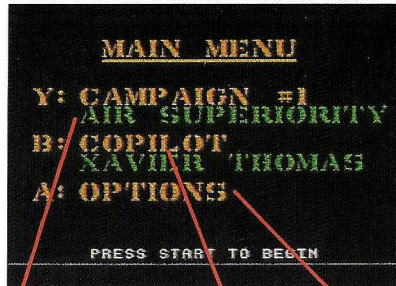 MAIN MENU
Y: CAMPAIGN #1
AIR SUPERIORITY
B: COPILOT
XAVIER THOMAS
A: OPTIONS
PRESS START TO BEGIN